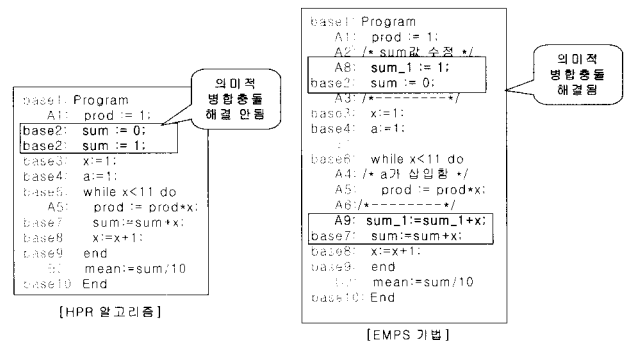 의미적
병합충돌
해결 안됨
base1: Program
A1: prod := 1;
base2: sum := 0;
base2: sum := 1;
base3: x:=1;
base4: a:=1;
base6: while x<11 do
A5: prod := prod*x;
base7 sum:=sum+x;
base8 x:=x+1;
base9 end
mean:=sum/10
base10 End
[HPR 알고리즘]
의미적
병합충돌
해결됨
base1: Program
A1: prod := 1;
A2: /* sum값 수정 */
A8: sum_1 := 1;
base2: sum := 0;
A3: /*---------*/
base3: x:=1;
base4: a:=1;
base6: while x<11 do
A4: /* a가 삽입함 */
A5: prod := prod*x;
A6:/*---------*/
A9: sum_1:=sum_1+x;
base7: sum:=sum+x;
base8: x:=x+1;
base9: end
mean:=sum/10
base10: End
[EMPS 기법]